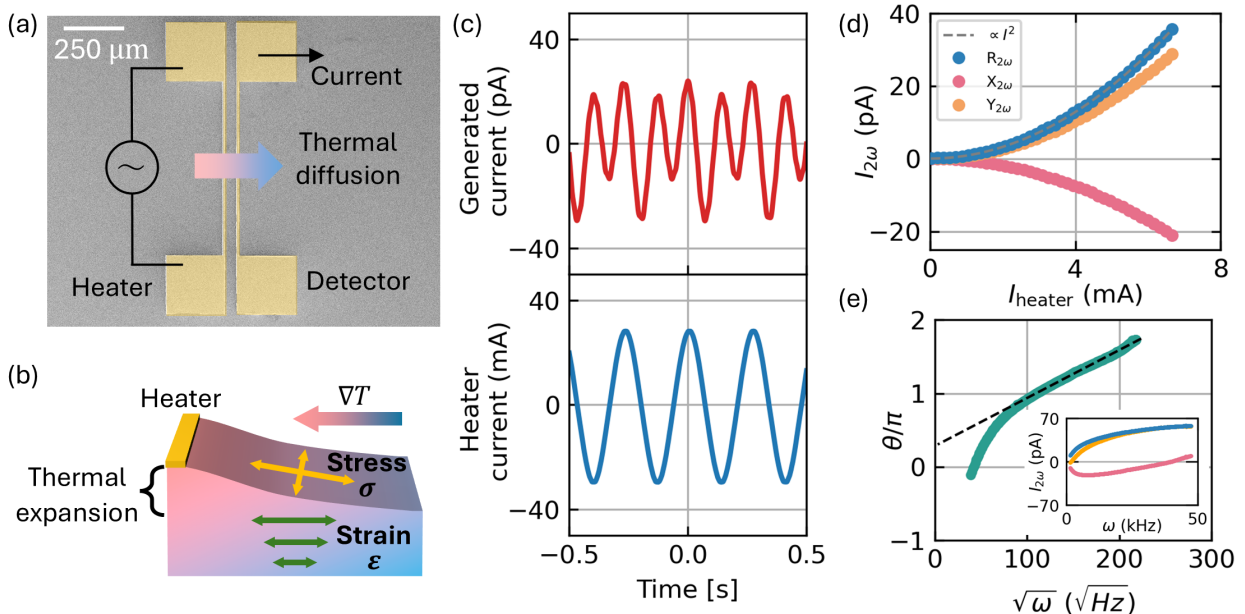 (a)
250 μm
Current
Thermal
diffusion
Heater
Detector
(b)
Heater
∇T
Stress
σ
Thermal
expansion
Strain
ε
(c)
Generated
current (pA)
40
0
−40
Heater
current (mA)
40
20
0
−20
−40
−0.5
0.0
0.5
Time [s]
(d)
I2ω (pA)
40
20
0
−20
∝ I²
R2ω
X2ω
Y2ω
0
4
8
Iheater (mA)
(e)
θ/π
2
1
0
−1
I2ω (pA)
70
0
−70
0
50
ω (kHz)
0
100
200
300
√ω (√Hz)